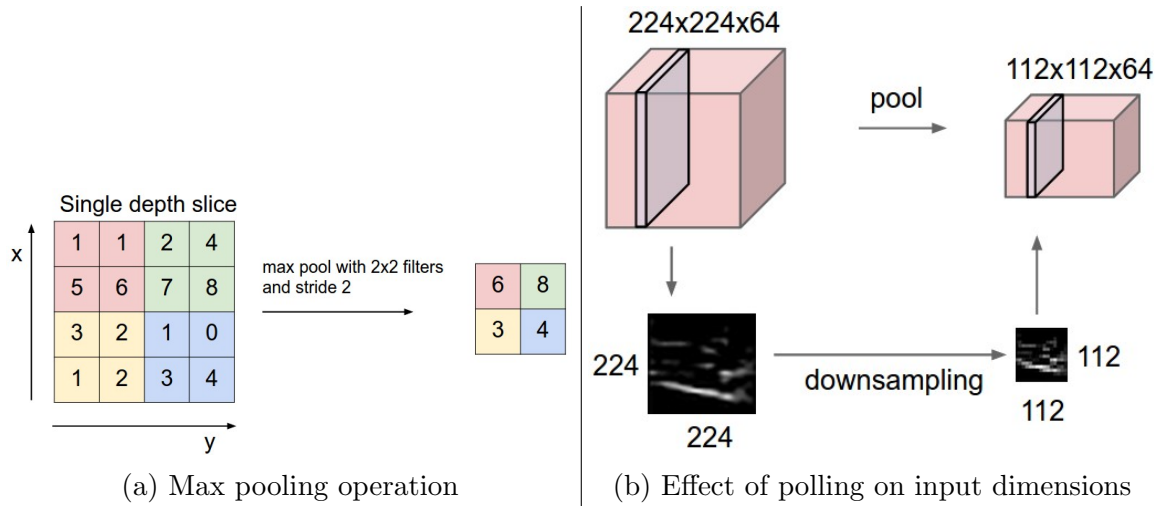 Single depth slice
x
1 1 2 4
5 6 7 8
3 2 1 0
1 2 3 4
y
max pool with 2x2 filters
and stride 2
6 8
3 4
(a) Max pooling operation
224x224x64
pool
112x112x64
224
224
downsampling
112
112
(b) Effect of polling on input dimensions